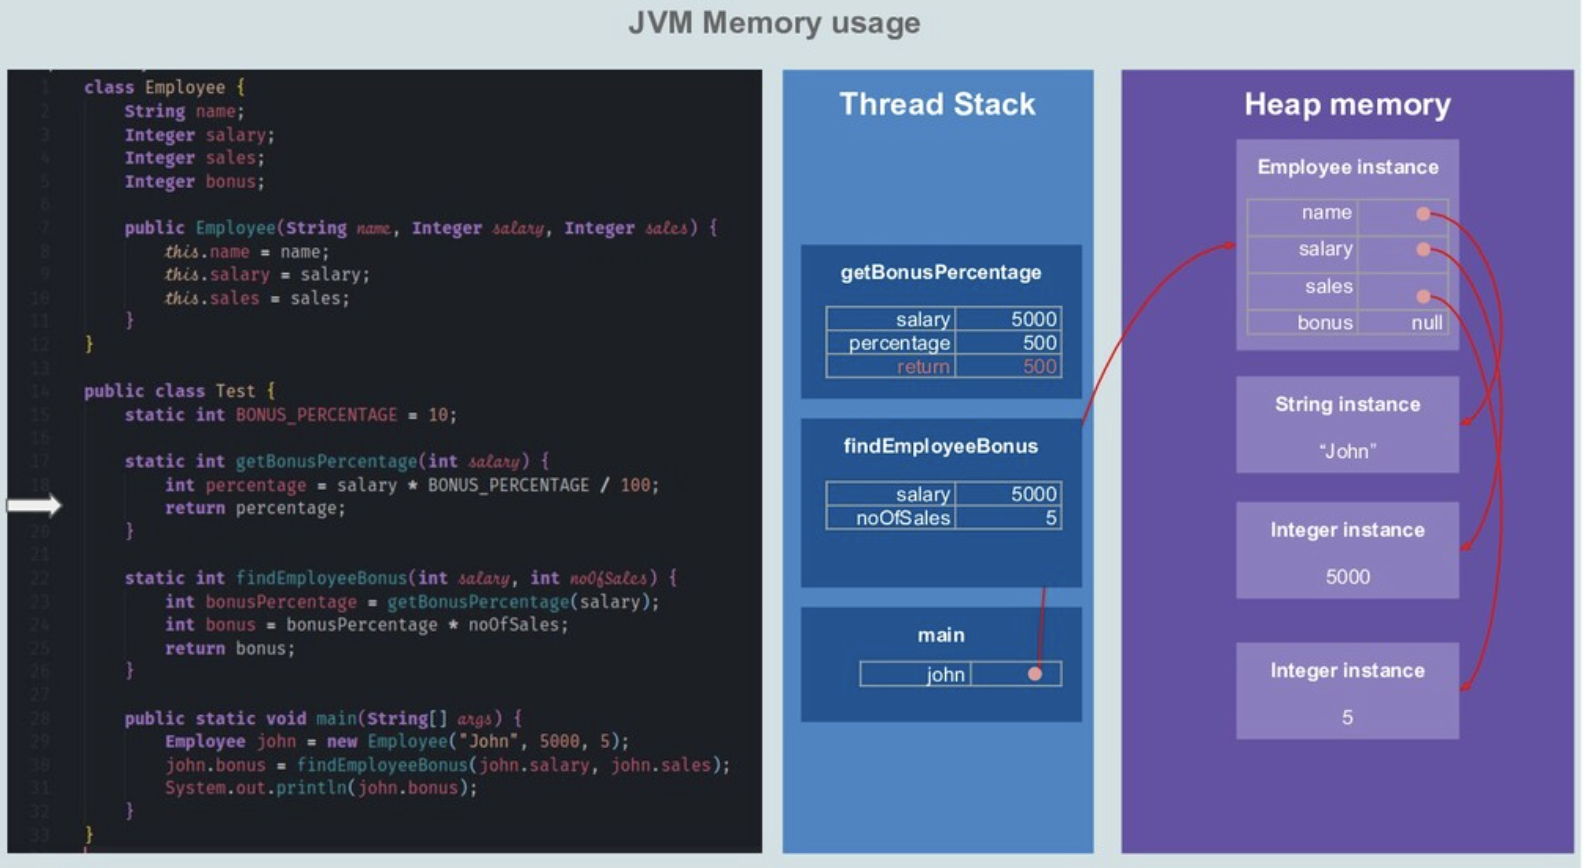 JVM Memory usage
1 class Employee {
2 String name;
3 Integer salary;
4 Integer sales;
5 Integer bonus;
6
7 public Employee(String name, Integer salary, Integer sales) {
8 this.name = name;
9 this.salary = salary;
10 this.sales = sales;
11 }
12 }
13
14 public class Test {
15 static int BONUS_PERCENTAGE = 10;
16
17 static int getBonusPercentage(int salary) {
18 int percentage = salary * BONUS_PERCENTAGE / 100;
return percentage;
20 }
21
22 static int findEmployeeBonus(int salary, int noOfSales) {
23 int bonusPercentage = getBonusPercentage(salary);
24 int bonus = bonusPercentage * noOfSales;
25 return bonus;
26 }
27
28 public static void main(String[] args) {
29 Employee john = new Employee("John", 5000, 5);
30 john.bonus = findEmployeeBonus(john.salary, john.sales);
31 System.out.println(john.bonus);
32 }
33 }
Thread Stack
getBonusPercentage
salary 5000
percentage 500
return 500
findEmployeeBonus
salary 5000
noOfSales 5
main
john
Heap memory
Employee instance
name
salary
sales
bonus null
String instance
“John”
Integer instance
5000
Integer instance
5